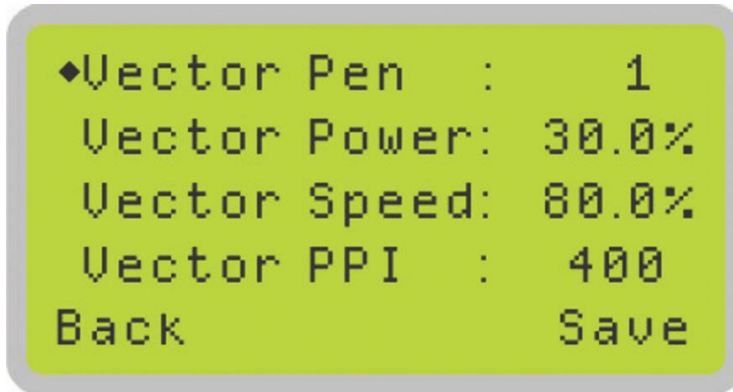 ◆Vector Pen : 1
Vector Power: 30.0%
Vector Speed: 80.0%
Vector PPI : 400
Back Save